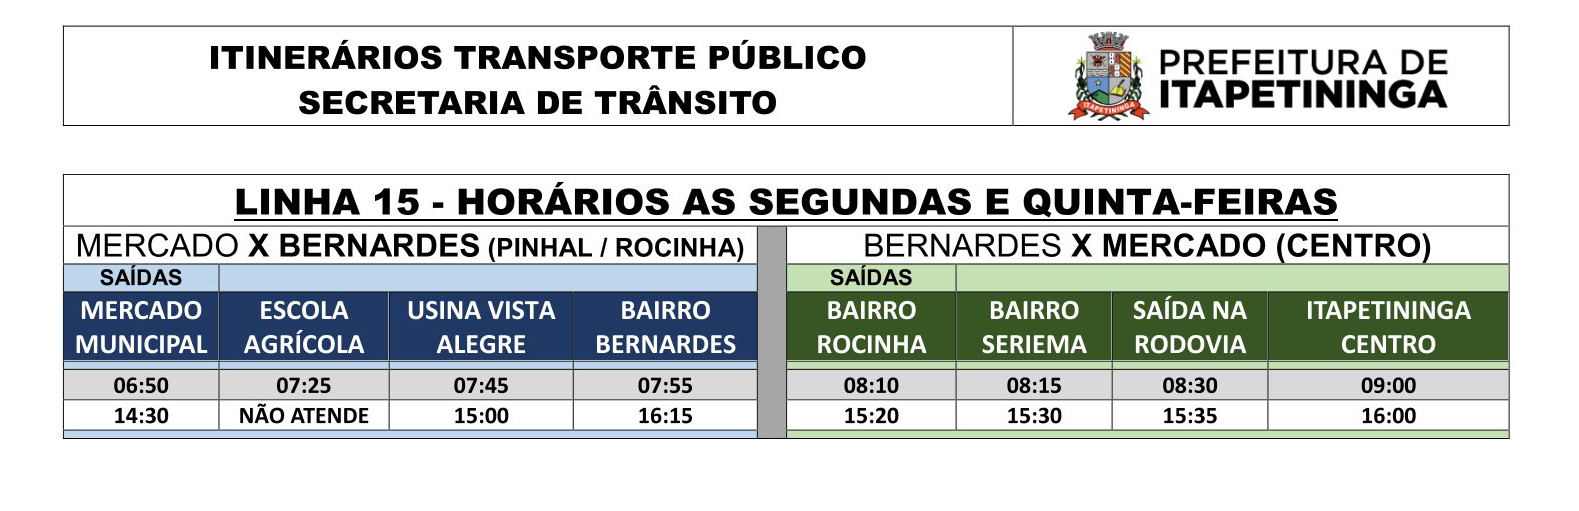 ITINERÁRIOS TRANSPORTE PÚBLICO
SECRETARIA DE TRÂNSITO
PREFEITURA DE
ITAPETININGA
ITAPETININGA
LINHA 15 - HORÁRIOS AS SEGUNDAS E QUINTA-FEIRAS
MERCADO X BERNARDES (PINHAL / ROCINHA) BERNARDES X MERCADO (CENTRO)
SAÍDAS SAÍDAS
MERCADO ESCOLA USINA VISTA BAIRRO BAIRRO BAIRRO SAÍDA NA ITAPETININGA
MUNICIPAL AGRÍCOLA ALEGRE BERNARDES ROCINHA SERIEMA RODOVIA CENTRO
06:50 07:25 07:45 07:55 08:10 08:15 08:30 09:00
14:30 NÃO ATENDE 15:00 16:15 15:20 15:30 15:35 16:00